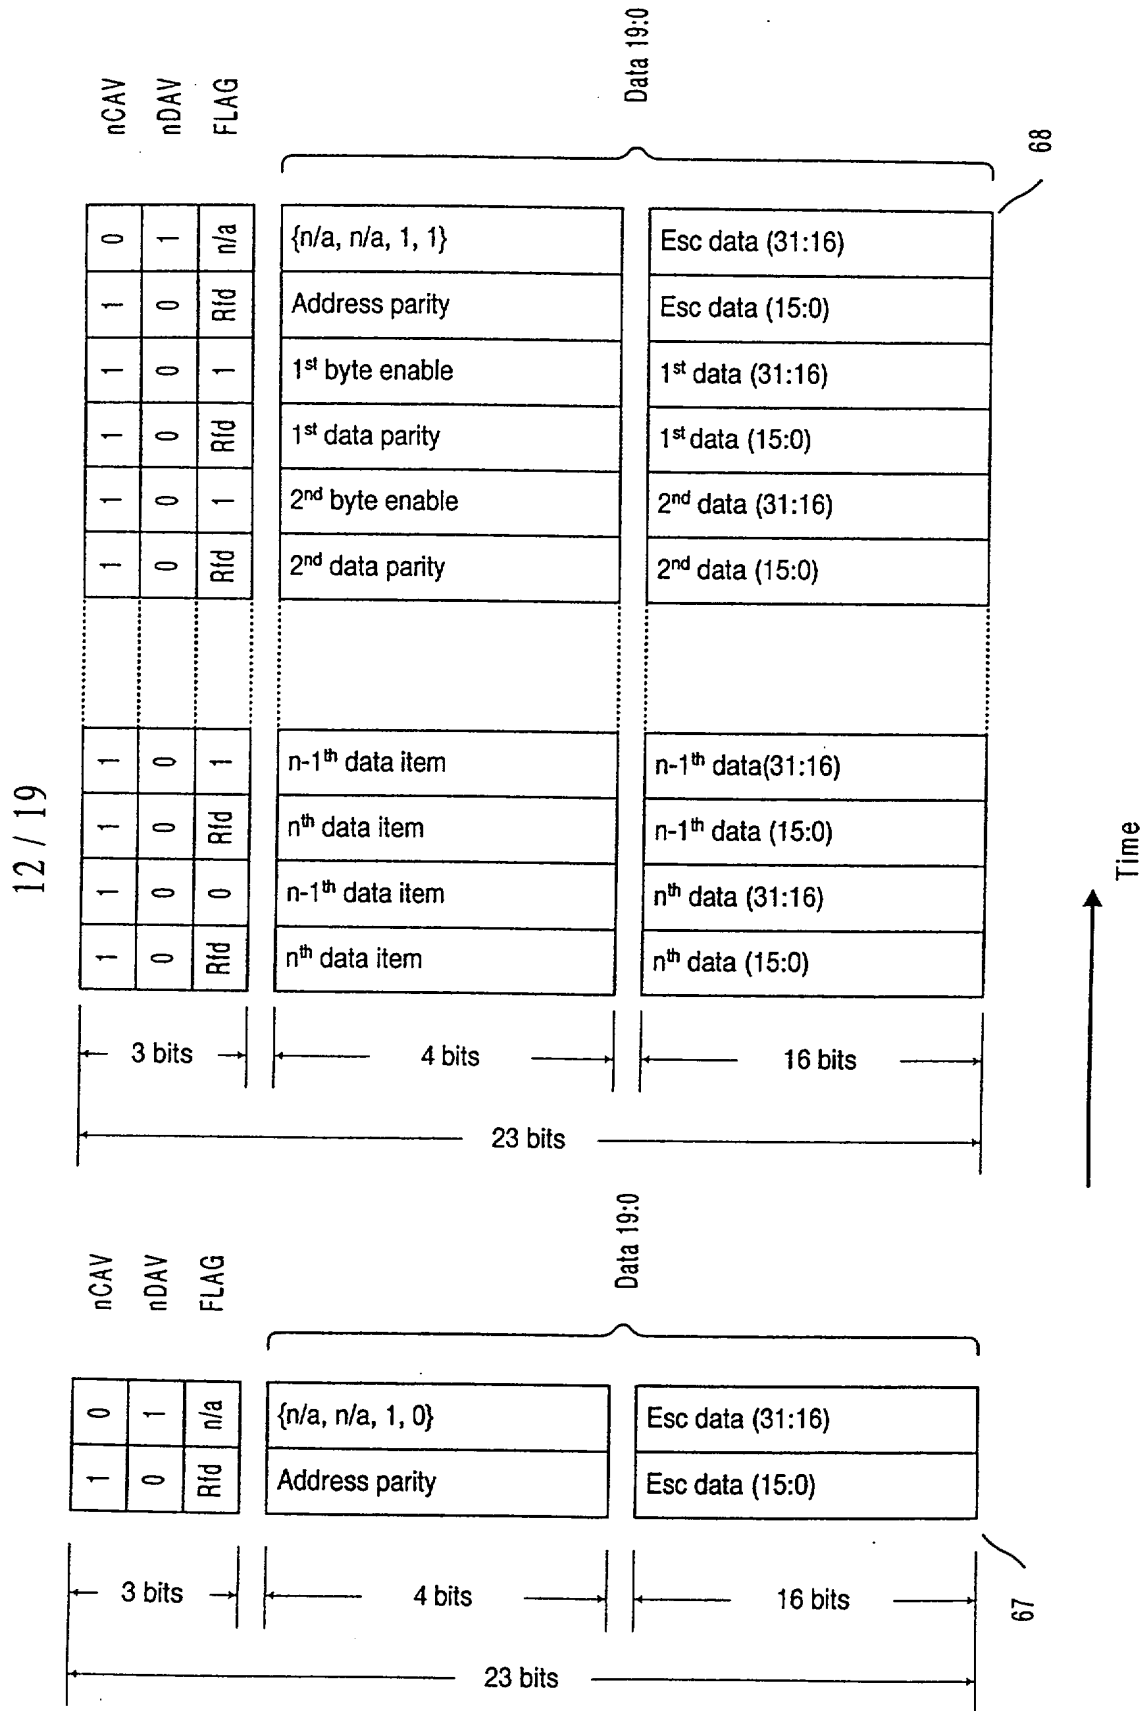 12 / 19
nCAV
nDAV
FLAG
Data 19:0
0 1 n/a {n/a, n/a, 1, 1} Esc data (31:16)
1 0 Rfd Address parity Esc data (15:0)
1 0 1 1st byte enable 1st data (31:16)
1 0 Rfd 1st data parity 1st data (15:0)
1 0 1 2nd byte enable 2nd data (31:16)
1 0 Rfd 2nd data parity 2nd data (15:0)
1 0 1 n-1th data item n-1th data(31:16)
1 0 Rfd nth data item n-1th data (15:0)
1 0 0 n-1th data item nth data (31:16)
1 0 Rfd nth data item nth data (15:0)
68
3 bits 4 bits 16 bits
23 bits
Time
nCAV
nDAV
FLAG
Data 19:0
0 1 n/a {n/a, n/a, 1, 0} Esc data (31:16)
1 0 Rfd Address parity Esc data (15:0)
67
3 bits 4 bits 16 bits
23 bits